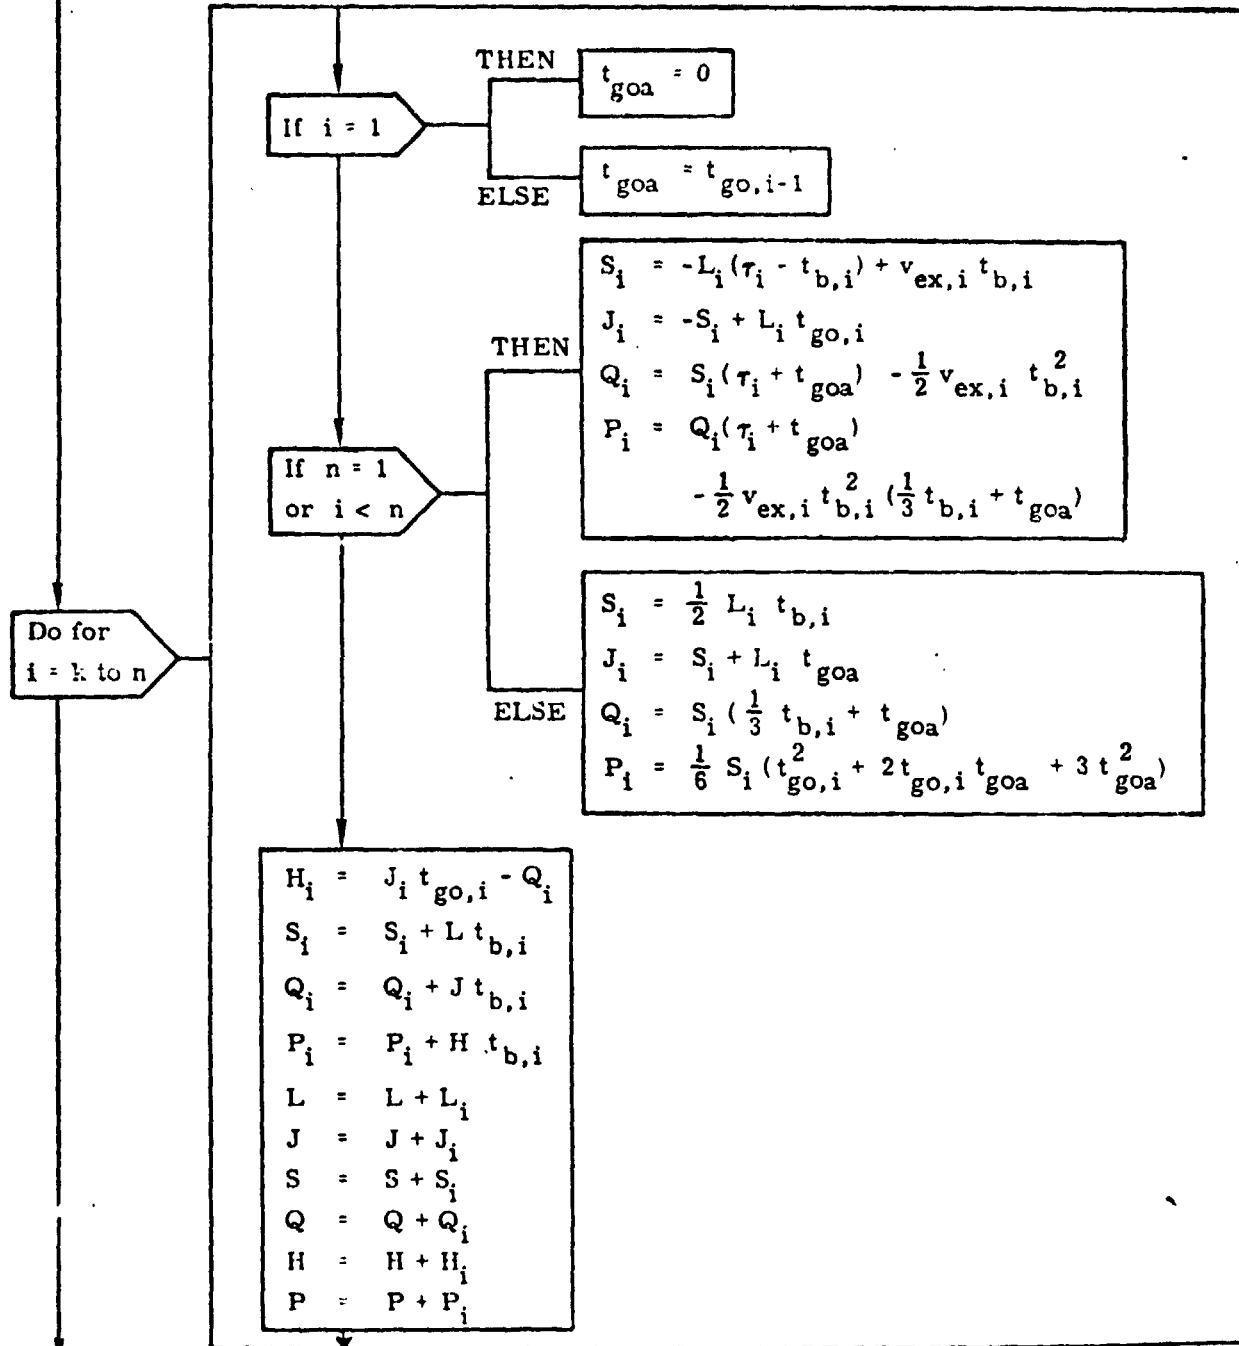 THEN
t_goa = 0
If i = 1
t_goa = t_go,i-1
ELSE
S_i = -L_i(τ_i - t_b,i) + v_ex,i t_b,i
J_i = -S_i + L_i t_go,i
THEN
Q_i = S_i(τ_i + t_goa) - 1/2 v_ex,i t_b,i^2
P_i = Q_i(τ_i + t_goa)
- 1/2 v_ex,i t_b,i^2 (1/3 t_b,i + t_goa)
If n = 1
or i < n
S_i = 1/2 L_i t_b,i
J_i = S_i + L_i t_goa
ELSE
Q_i = S_i (1/3 t_b,i + t_goa)
P_i = 1/6 S_i (t_go,i^2 + 2 t_go,i t_goa + 3 t_goa^2)
Do for
i = k to n
H_i = J_i t_go,i - Q_i
S_i = S_i + L t_b,i
Q_i = Q_i + J t_b,i
P_i = P_i + H t_b,i
L = L + L_i
J = J + J_i
S = S + S_i
Q = Q + Q_i
H = H + H_i
P = P + P_i